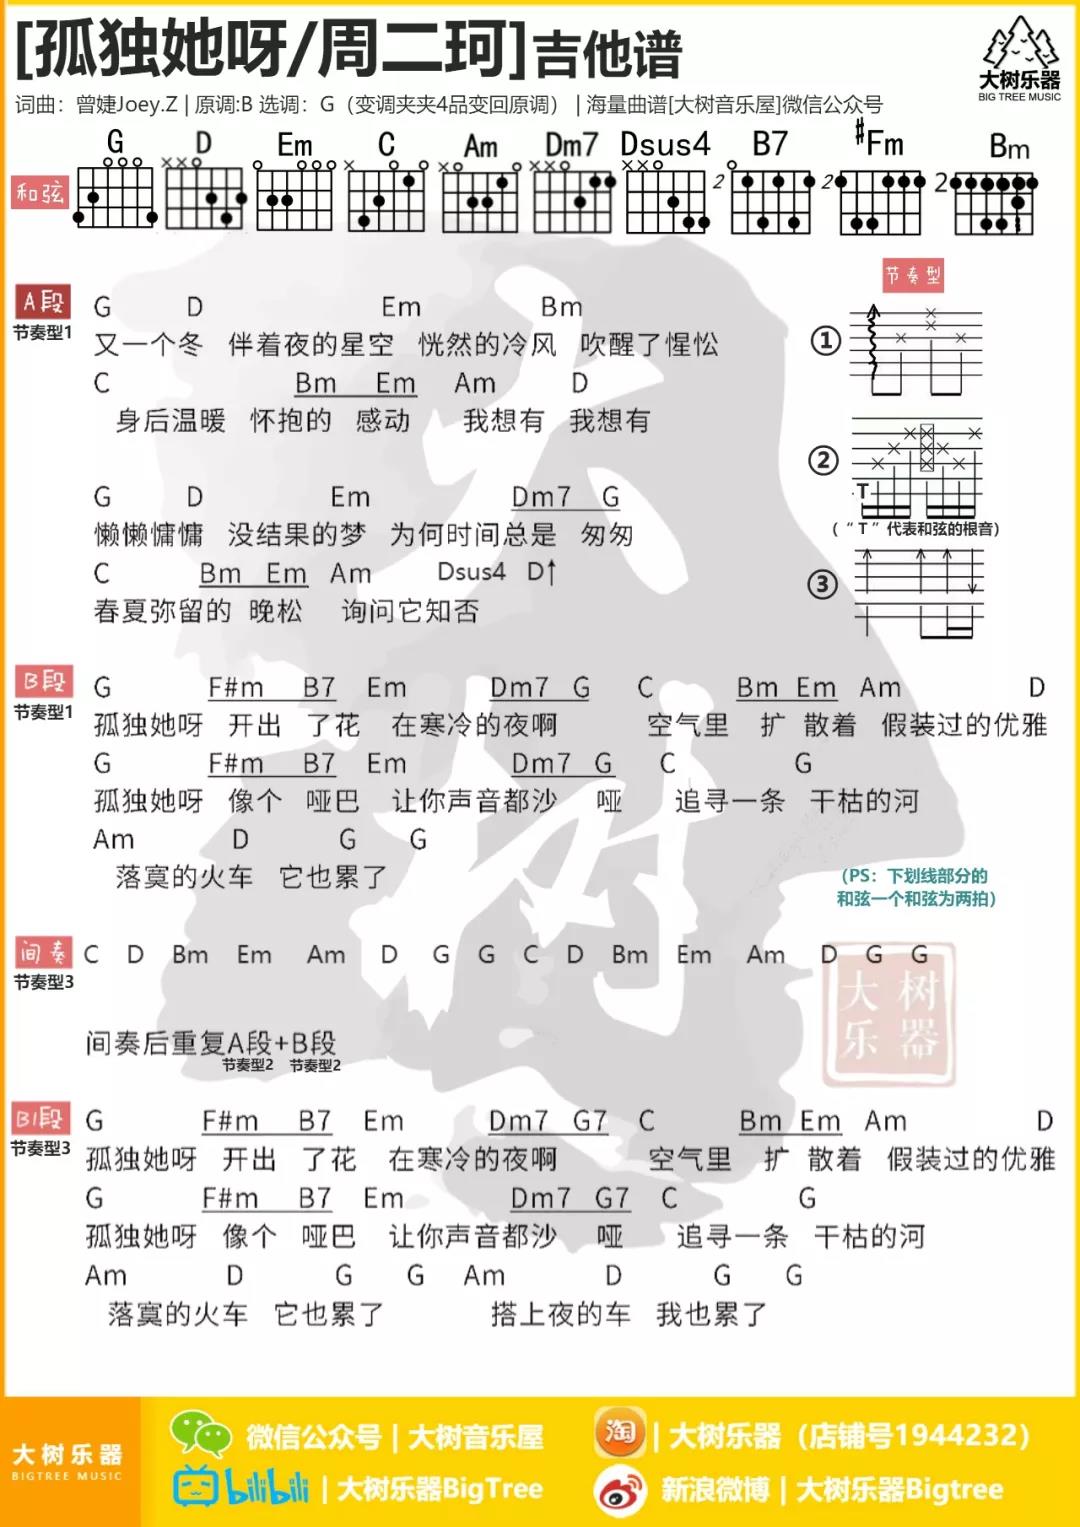 [孤独她呀/周二珂]吉他谱
大树乐器
BIG TREE MUSIC
词曲：曾婕Joey.Z | 原调:B 选调：G（变调夹夹4品变回原调） | 海量曲谱[大树音乐屋]微信公众号
G D Em C Am Dm7 Dsus4 B7 #Fm Bm
和弦
2 2 2
节奏型
①
②
T
（“T”代表和弦的根音）
③
A段
节奏型1
G D Em Bm
又一个冬 伴着夜的星空 恍然的冷风 吹醒了惺忪
C Bm Em Am D
身后温暖 怀抱的 感动 我想有 我想有
G D Em Dm7 G
懒懒慵慵 没结果的梦 为何时间总是 匆匆
C Bm Em Am Dsus4 D↑
春夏弥留的 晚松 询问它知否
B段
节奏型1
G F#m B7 Em Dm7 G C Bm Em Am D
孤独她呀 开出 了花 在寒冷的夜啊 空气里 扩 散着 假装过的优雅
G F#m B7 Em Dm7 G C G
孤独她呀 像个 哑巴 让你声音都沙 哑 追寻一条 干枯的河
Am D G G
落寞的火车 它也累了
（PS：下划线部分的
和弦一个和弦为两拍）
间奏
节奏型3
C D Bm Em Am D G G C D Bm Em Am D G G
间奏后重复A段+B段
节奏型2 节奏型2
大树
乐器
大树
乐器
B1段
节奏型3
G F#m B7 Em Dm7 G7 C Bm Em Am D
孤独她呀 开出 了花 在寒冷的夜啊 空气里 扩 散着 假装过的优雅
G F#m B7 Em Dm7 G7 C G
孤独她呀 像个 哑巴 让你声音都沙 哑 追寻一条 干枯的河
Am D G G Am D G G
落寞的火车 它也累了 搭上夜的车 我也累了
大树乐器
BIGTREE MUSIC
微信公众号 | 大树音乐屋
bilibili | 大树乐器BigTree
淘 | 大树乐器（店铺号1944232）
新浪微博 | 大树乐器Bigtree